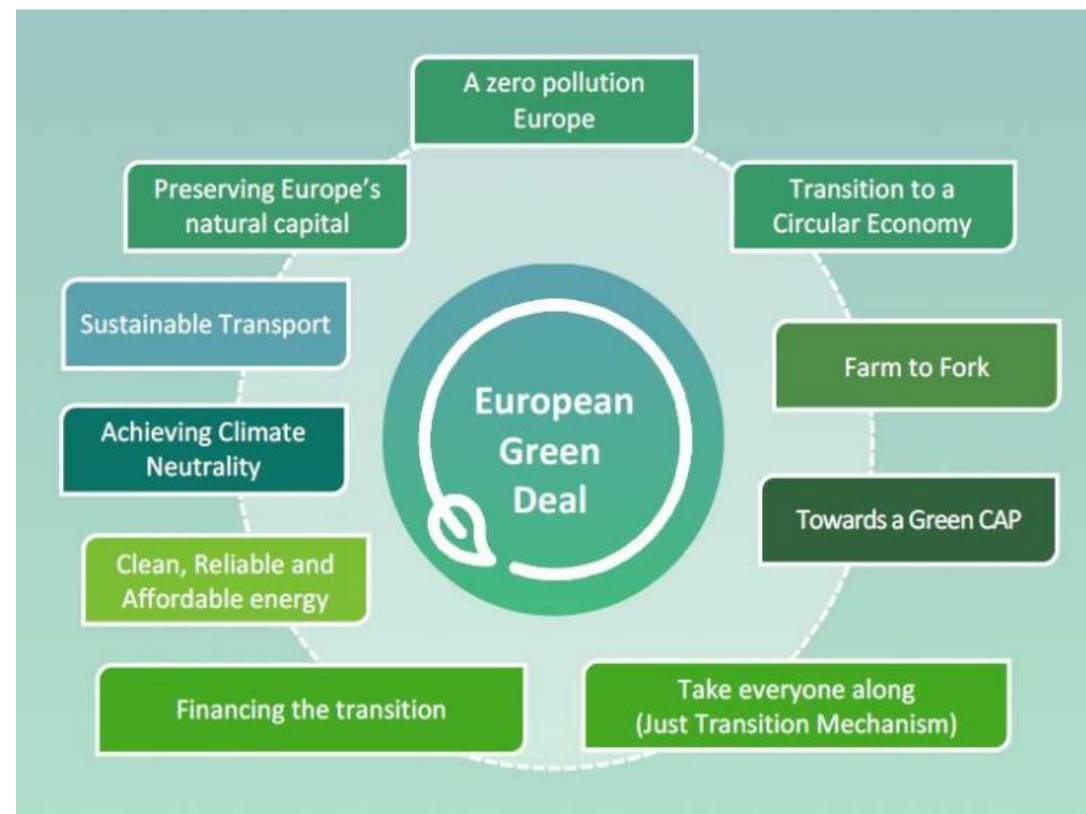 A zero pollution
Europe
Preserving Europe's
natural capital
Transition to a
Circular Economy
Sustainable Transport
Farm to Fork
European
Green
Deal
Achieving Climate
Neutrality
Towards a Green CAP
Clean, Reliable and
Affordable energy
Financing the transition
Take everyone along
(Just Transition Mechanism)